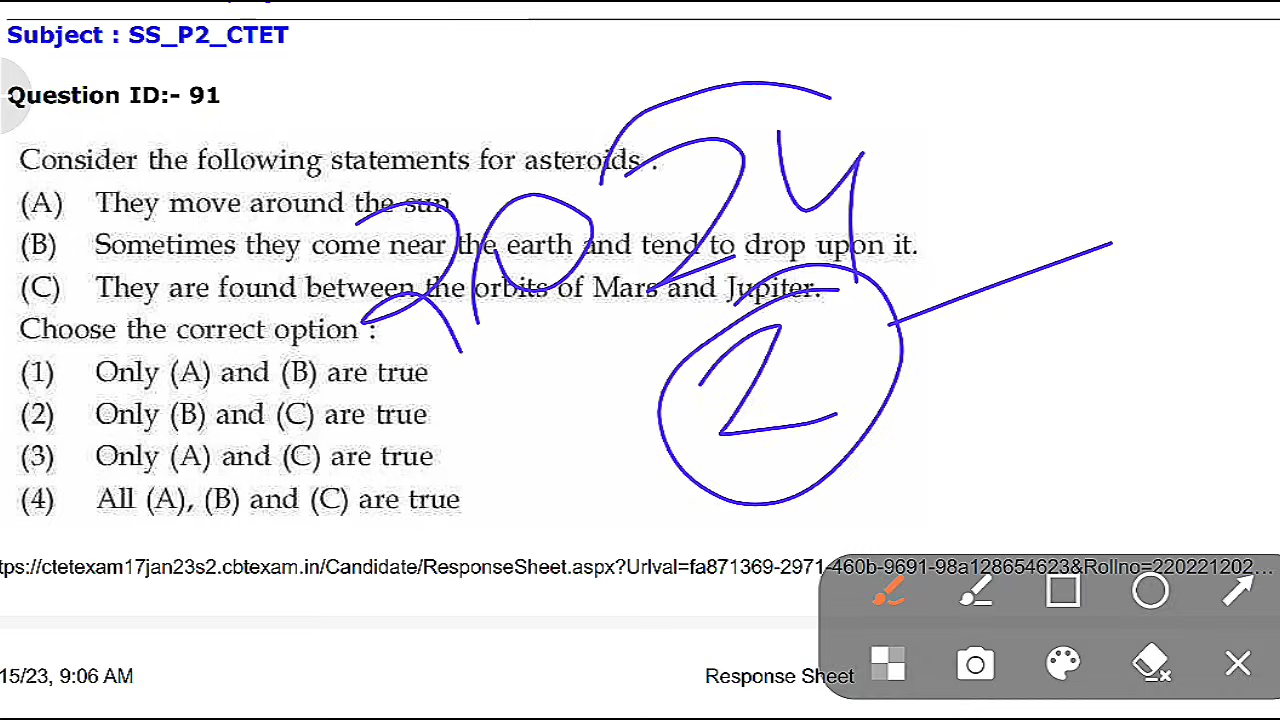 Subject : SS_P2_CTET
Question ID:- 91
Consider the following statements for asteroids :
(A) They move around the sun
(B) Sometimes they come near the earth and tend to drop upon it.
(C) They are found between the orbits of Mars and Jupiter.
Choose the correct option :
(1) Only (A) and (B) are true
(2) Only (B) and (C) are true
(3) Only (A) and (C) are true
(4) All (A), (B) and (C) are true
2024
2
tps://ctetexam17jan23s2.cbtexam.in/Candidate/ResponseSheet.aspx?Urlval=fa871369-2971-460b-9691-98a128654623&Rollno=220221202...
15/23, 9:06 AM
Response Sheet